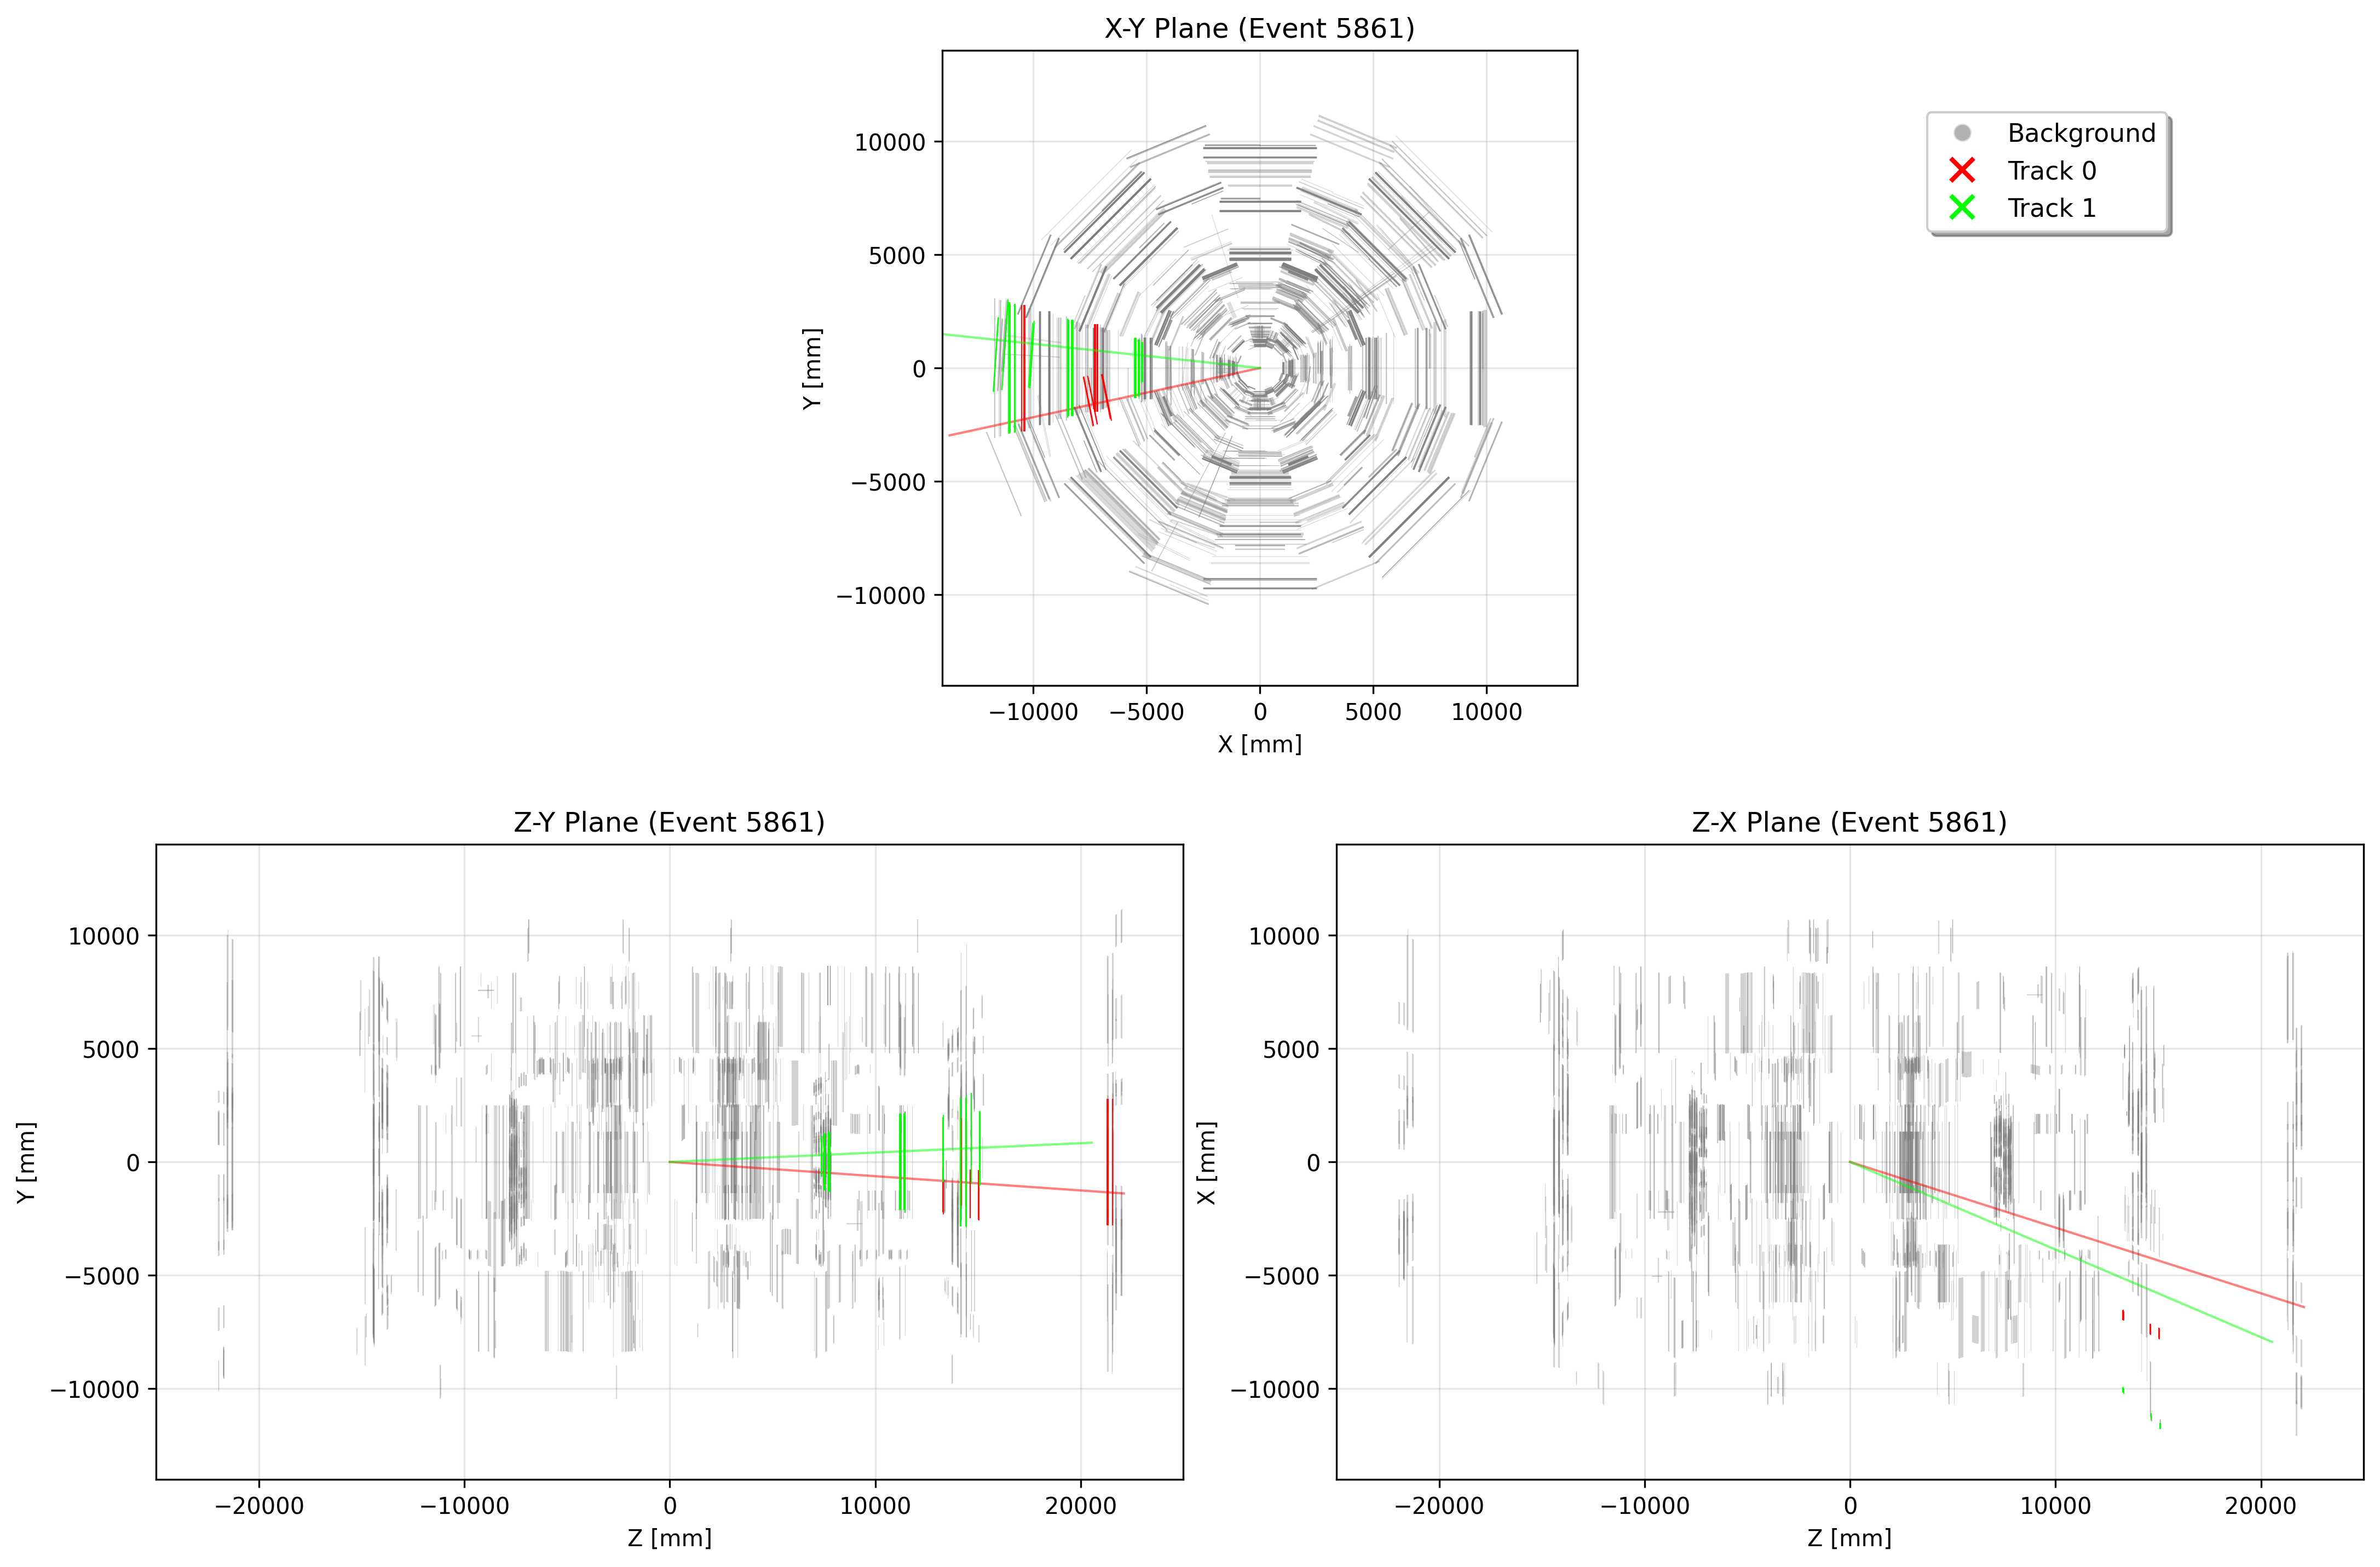 X-Y Plane (Event 5861)
Background
Track 0
Track 1
10000
5000
0
−5000
−10000
Y [mm]
−10000 −5000 0 5000 10000
X [mm]
Z-Y Plane (Event 5861)
10000
5000
0
−5000
−10000
Y [mm]
−20000 −10000 0 10000 20000
Z [mm]
Z-X Plane (Event 5861)
10000
5000
0
−5000
−10000
X [mm]
−20000 −10000 0 10000 20000
Z [mm]